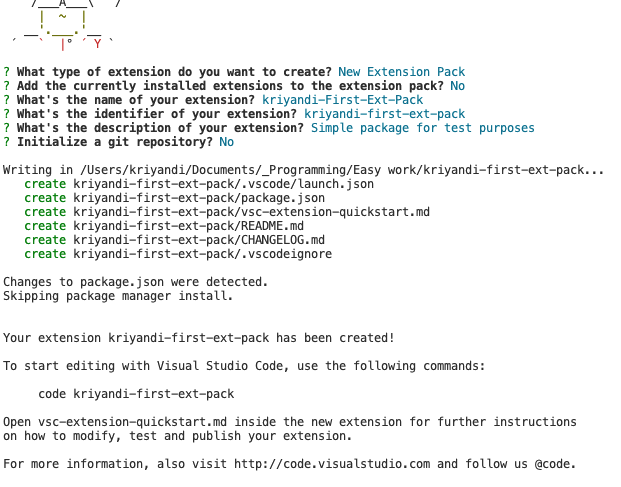 ? What type of extension do you want to create? New Extension Pack
? Add the currently installed extensions to the extension pack? No
? What's the name of your extension? kriyandi-First-Ext-Pack
? What's the identifier of your extension? kriyandi-first-ext-pack
? What's the description of your extension? Simple package for test purposes
? Initialize a git repository? No
Writing in /Users/kriyandi/Documents/_Programming/Easy work/kriyandi-first-ext-pack...
create kriyandi-first-ext-pack/.vscode/launch.json
create kriyandi-first-ext-pack/package.json
create kriyandi-first-ext-pack/vsc-extension-quickstart.md
create kriyandi-first-ext-pack/README.md
create kriyandi-first-ext-pack/CHANGELOG.md
create kriyandi-first-ext-pack/.vscodeignore
Changes to package.json were detected.
Skipping package manager install.
Your extension kriyandi-first-ext-pack has been created!
To start editing with Visual Studio Code, use the following commands:
code kriyandi-first-ext-pack
Open vsc-extension-quickstart.md inside the new extension for further instructions
on how to modify, test and publish your extension.
For more information, also visit http://code.visualstudio.com and follow us @code.